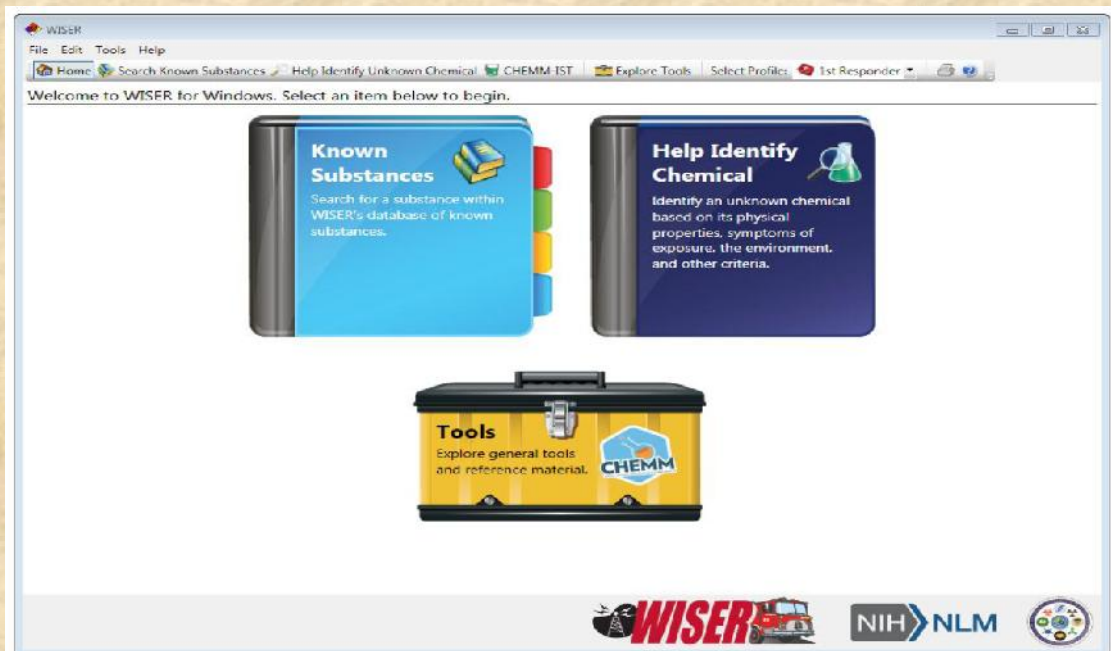 WISER
File Edit Tools Help
Home Search Known Substances Help Identify Unknown Chemical CHEMM-IST Explore Tools Select Profile: 1st Responder
Welcome to WISER for Windows. Select an item below to begin.
Known
Substances
Search for a substance within
WISER's database of known
substances.
Help Identify
Chemical
Identify an unknown chemical
based on its physical
properties, symptoms of
exposure, the environment,
and other criteria.
Tools
Explore general tools
and reference material.
CHEMM
WISER
NIH NLM